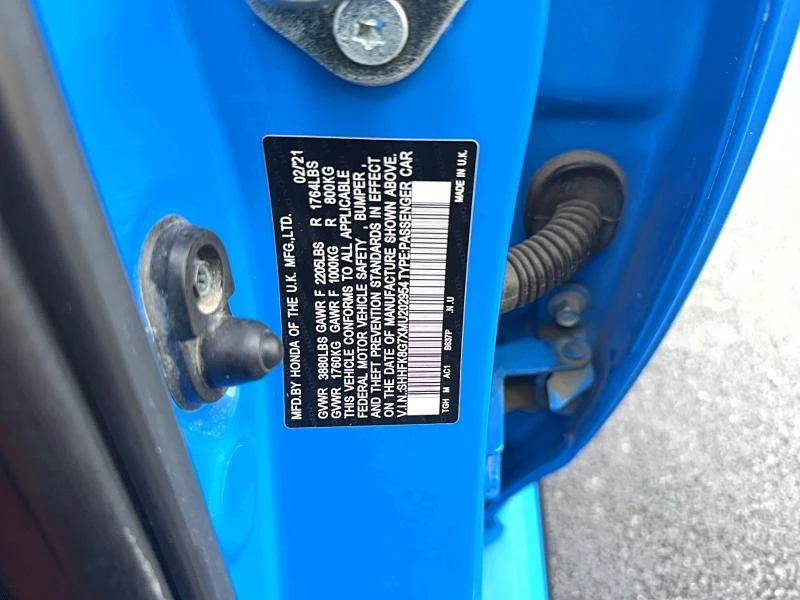 MFD.BY HONDA OF THE U.K. MFG.,LTD. 02/21
GVWR 3880LBS GAWR F 2205LBS R 1764LBS
GVWR 1760KG GAWR F 1000KG R 800KG
THIS VEHICLE CONFORMS TO ALL APPLICABLE
FEDERAL MOTOR VEHICLE SAFETY , BUMPER ,
AND THEFT PREVENTION STANDARDS IN EFFECT
ON THE DATE OF MANUFACTURE SHOWN ABOVE.
V.I.N.:SHHFK8G7XMU202954 TYPE:PASSENGER CAR
TGH M AC1 B637P .N.U MADE IN U.K.